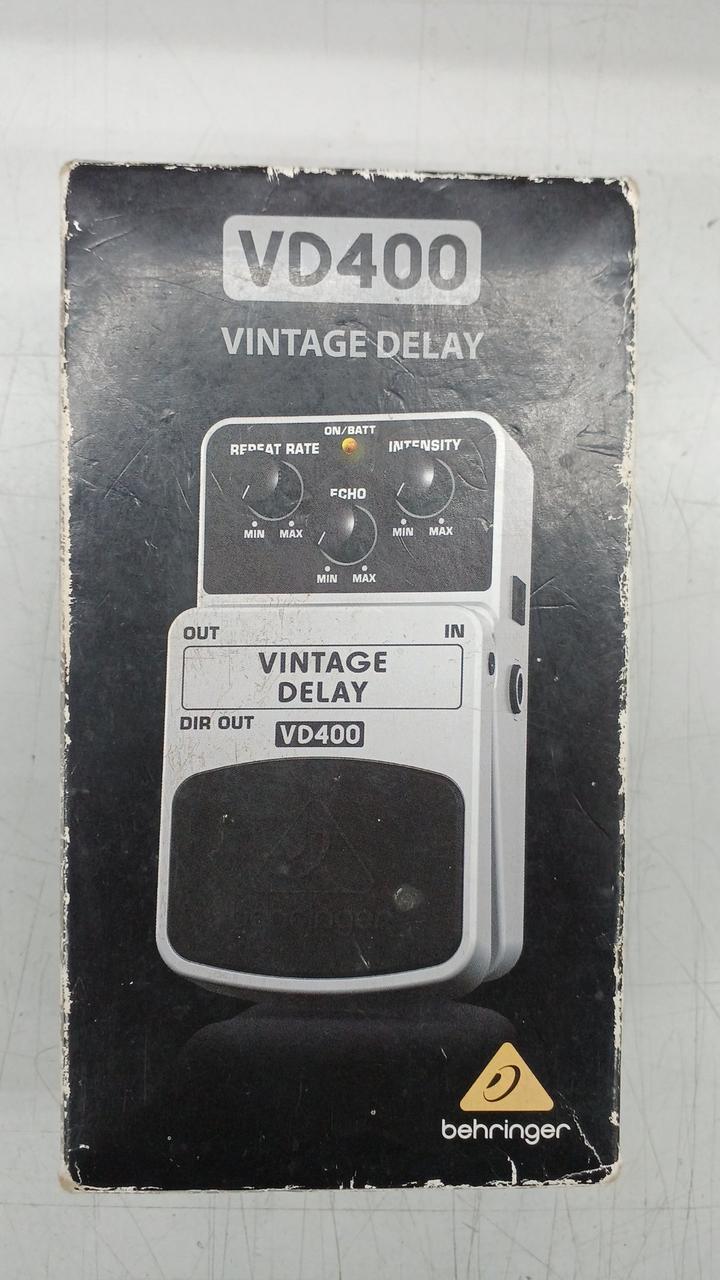 VD400
VINTAGE DELAY
ON/BATT
REPEAT RATE
INTENSITY
ECHO
MIN MAX
MIN MAX
MIN MAX
OUT
IN
VINTAGE
DELAY
DIR OUT
VD400
behringer
behringer